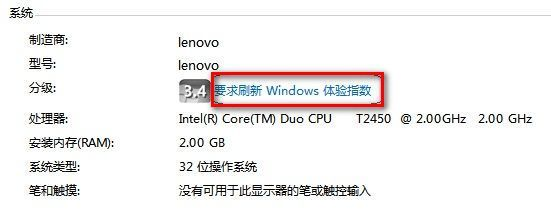 系统
制造商: lenovo
型号: lenovo
分级: 3.4 要求刷新 Windows 体验指数
处理器: Intel(R) Core(TM) Duo CPU T2450 @ 2.00GHz 2.00 GHz
安装内存(RAM): 2.00 GB
系统类型: 32 位操作系统
笔和触摸: 没有可用于此显示器的笔或触控输入